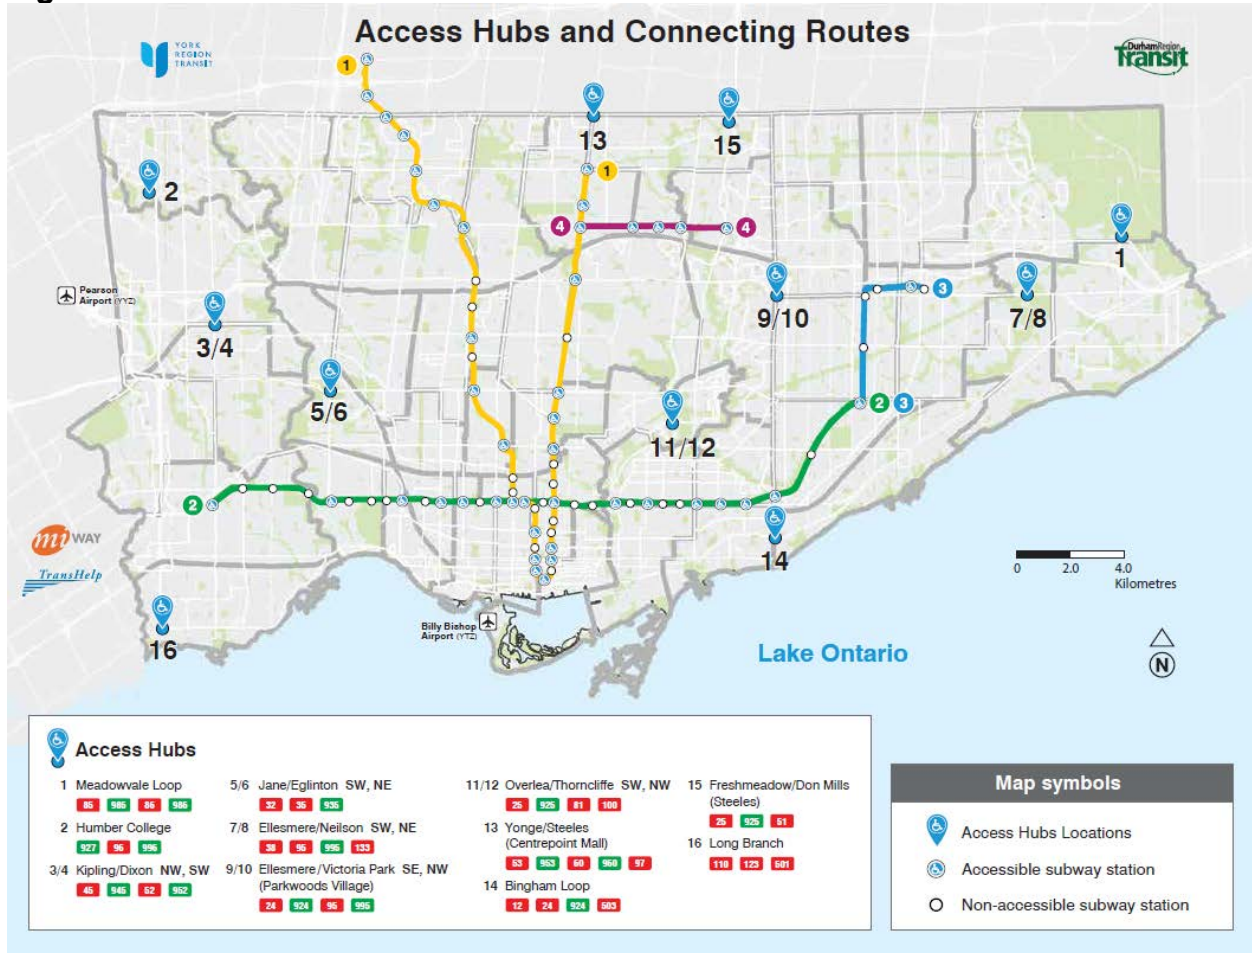 Access Hubs and Connecting Routes
YORK
REGION
TRANSIT
DurhamRegion
Transit
1
13
15
2
1
4
4
1
Pearson
Airport (YYZ)
3/4
9/10
3
7/8
5/6
2 3
11/12
2
mi WAY
TransHelp
14
0 2.0 4.0
Kilometres
16
Billy Bishop
Airport (YTZ)
Lake Ontario
N
Access Hubs
1 Meadowvale Loop
85 985 86 986
2 Humber College
927 96 996
3/4 Kipling/Dixon NW, SW
45 945 52 952
5/6 Jane/Eglinton SW, NE
32 35 935
7/8 Ellesmere/Neilson SW, NE
38 95 995 133
9/10 Ellesmere/Victoria Park SE, NW
(Parkwoods Village)
24 924 95 995
11/12 Overlea/Thorncliffe SW, NW
25 925 81 100
13 Yonge/Steeles
(Centrepoint Mall)
53 953 60 960 97
14 Bingham Loop
12 24 924 503
15 Freshmeadow/Don Mills
(Steeles)
25 925 51
16 Long Branch
110 123 501
Map symbols
Access Hubs Locations
Accessible subway station
Non-accessible subway station